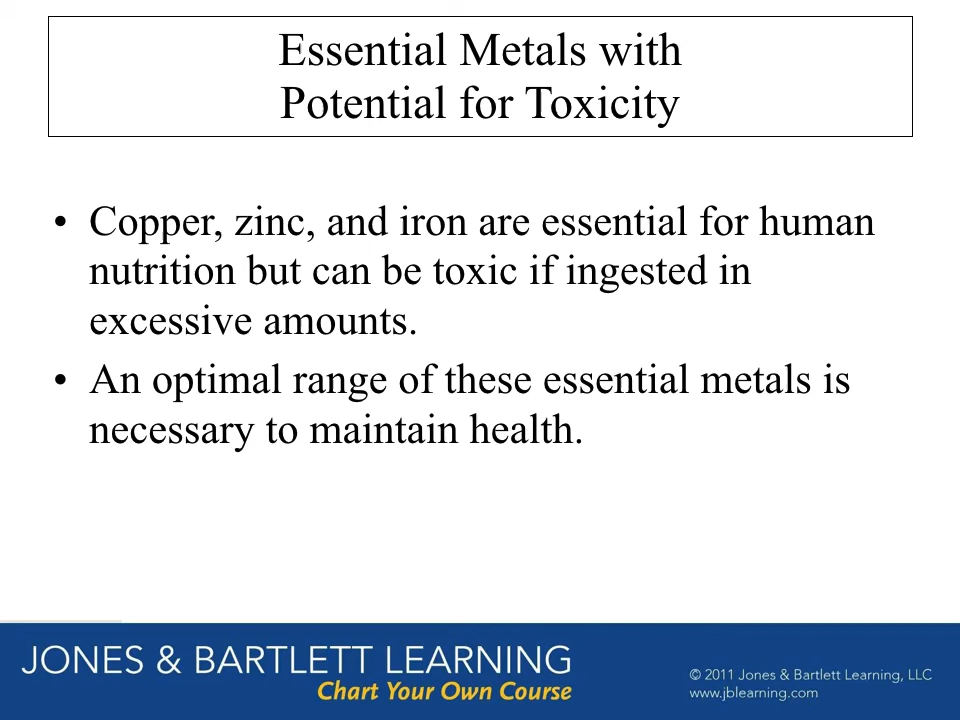 Essential Metals with
Potential for Toxicity
• Copper, zinc, and iron are essential for human
nutrition but can be toxic if ingested in
excessive amounts.
• An optimal range of these essential metals is
necessary to maintain health.
JONES & BARTLETT LEARNING
Chart Your Own Course
© 2011 Jones & Bartlett Learning, LLC
www.jblearning.com